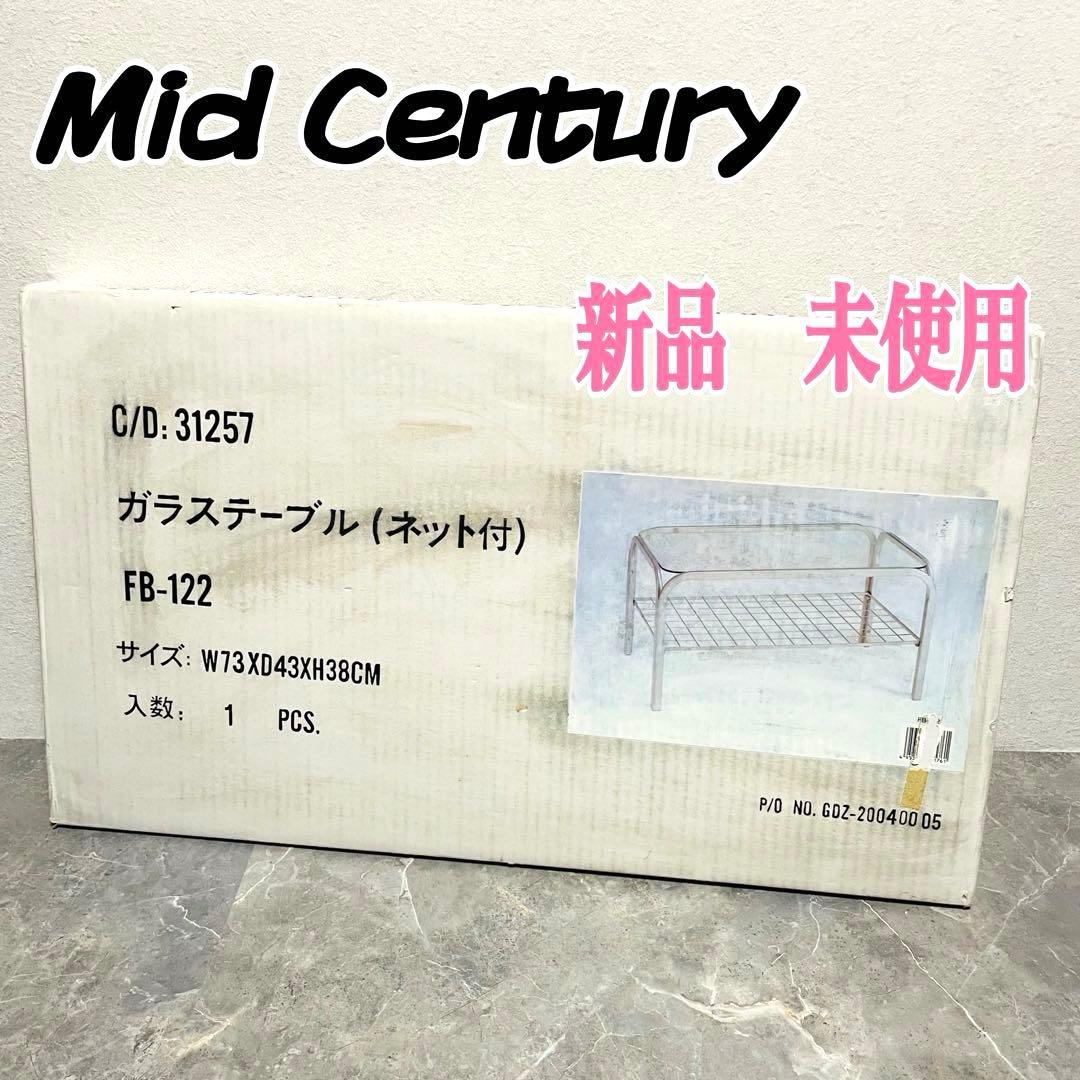 Mid Century
新品 未使用
C/D: 31257
ガラステーブル (ネット付)
FB-122
サイズ: W73XD43XH38CM
入数: 1 PCS.
P/O NO. GDZ-20040005